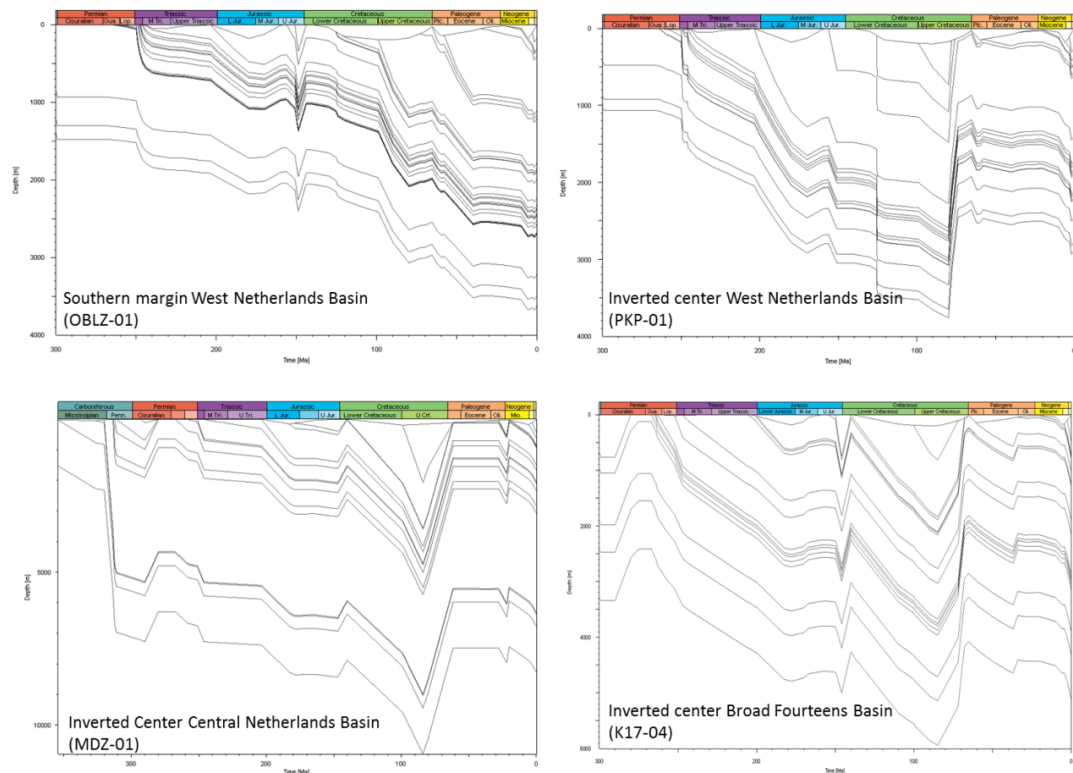 Permian Triassic Jurassic Cretaceous Paleogene Neogene
Cisuralian Gua. Lop. M Tri. Upper Triassic L Jur. M Jur. U Jur. Lower Cretaceous Upper Cretaceous Plc. Eocene Oli. Miocene
0
1000
2000
3000
4000
Depth [m]
Southern margin West Netherlands Basin
(OBLZ-01)
300 200 100 0
Time [Ma]
Permian Triassic Jurassic Cretaceous Paleogene Neogene
Cisuralian Gua. Lop. M Tri. Upper Triassic L Jur. M Jur. U Jur. Lower Cretaceous Upper Cretaceous Plc. Eocene Oli. Miocene
0
1000
2000
3000
4000
Depth [m]
Inverted center West Netherlands Basin
(PKP-01)
300 200 100 0
Time [Ma]
Carboniferous Permian Triassic Jurassic Cretaceous Paleogene Neogene
Mississipian Penn. Cisuralian M Tri. U Tri. L Jur. U Jur. Lower Cretaceous U Crt. Eocene Oli. Mio.
5000
10000
Depth [m]
Inverted Center Central Netherlands Basin
(MDZ-01)
300 200 100 0
Time [Ma]
Permian Triassic Jurassic Cretaceous Paleogene Neogene
Cisuralian Gua. Lop. M Tri. Upper Triassic Lower Jurassic M Jur. U Jur. Lower Cretaceous Upper Cretaceous Plc. Eocene Oli. Miocene
0
2000
4000
6000
Depth [m]
Inverted center Broad Fourteens Basin
(K17-04)
300 200 100 0
Time [Ma]